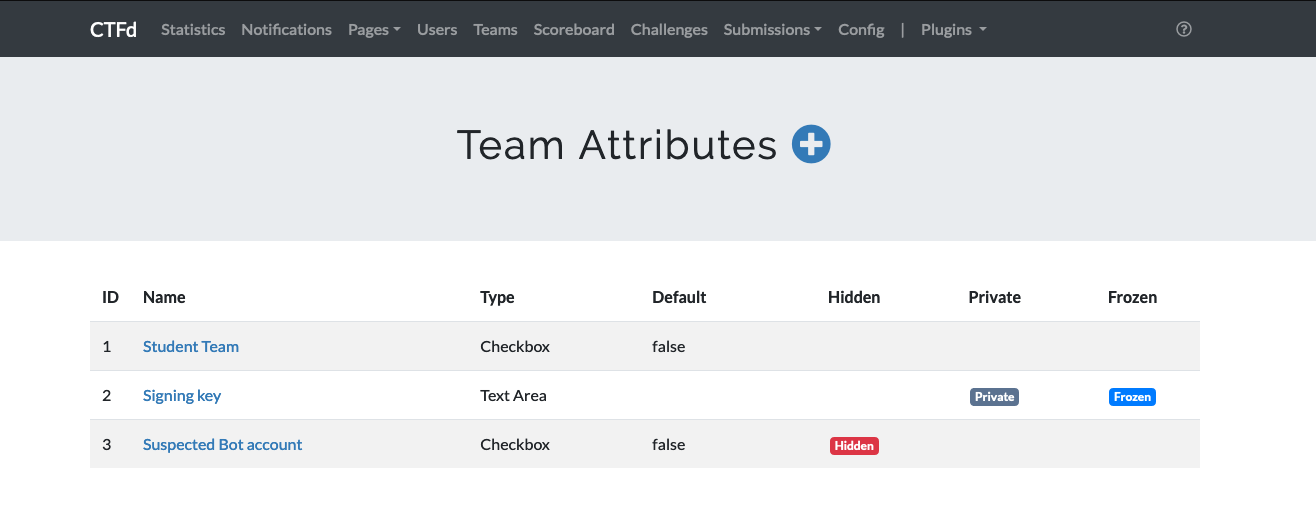 CTFd Statistics Notifications Pages Users Teams Scoreboard Challenges Submissions Config | Plugins
Team Attributes
ID Name Type Default Hidden Private Frozen
1 Student Team Checkbox false
2 Signing key Text Area Private Frozen
3 Suspected Bot account Checkbox false Hidden